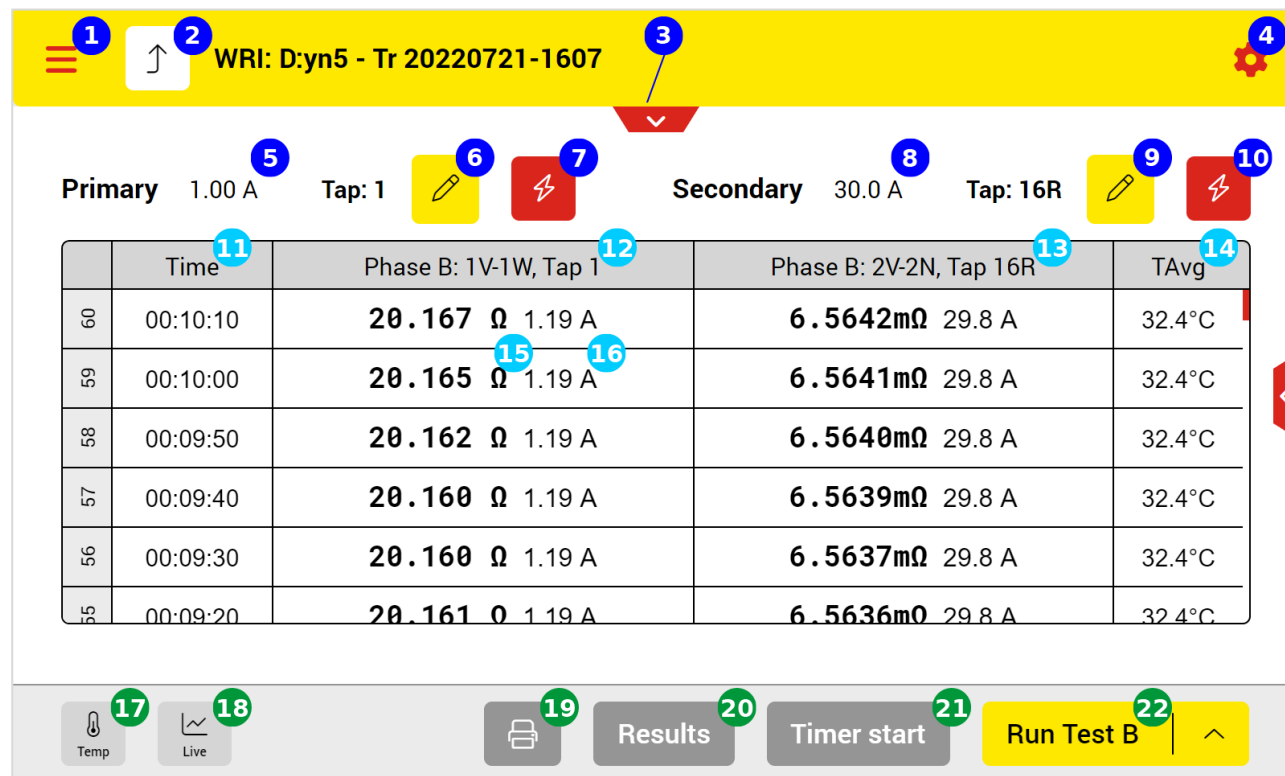 1 2 3 4
WRI: D:yn5 - Tr 20220721-1607
5 6 7 8 9 10
Primary 1.00 A Tap: 1 Secondary 30.0 A Tap: 16R
11 12 13 14
Time Phase B: 1V-1W, Tap 1 Phase B: 2V-2N, Tap 16R TAvg
60 00:10:10 20.167 Ω 1.19 A 6.5642mΩ 29.8 A 32.4°C
15 16
59 00:10:00 20.165 Ω 1.19 A 6.5641mΩ 29.8 A 32.4°C
58 00:09:50 20.162 Ω 1.19 A 6.5640mΩ 29.8 A 32.4°C
57 00:09:40 20.160 Ω 1.19 A 6.5639mΩ 29.8 A 32.4°C
56 00:09:30 20.160 Ω 1.19 A 6.5637mΩ 29.8 A 32.4°C
55 00:09:20 20.161 Ω 1.19 A 6.5636mΩ 29.8 A 32.4°C
17 18 19 20 21 22
Temp Live Results Timer start Run Test B